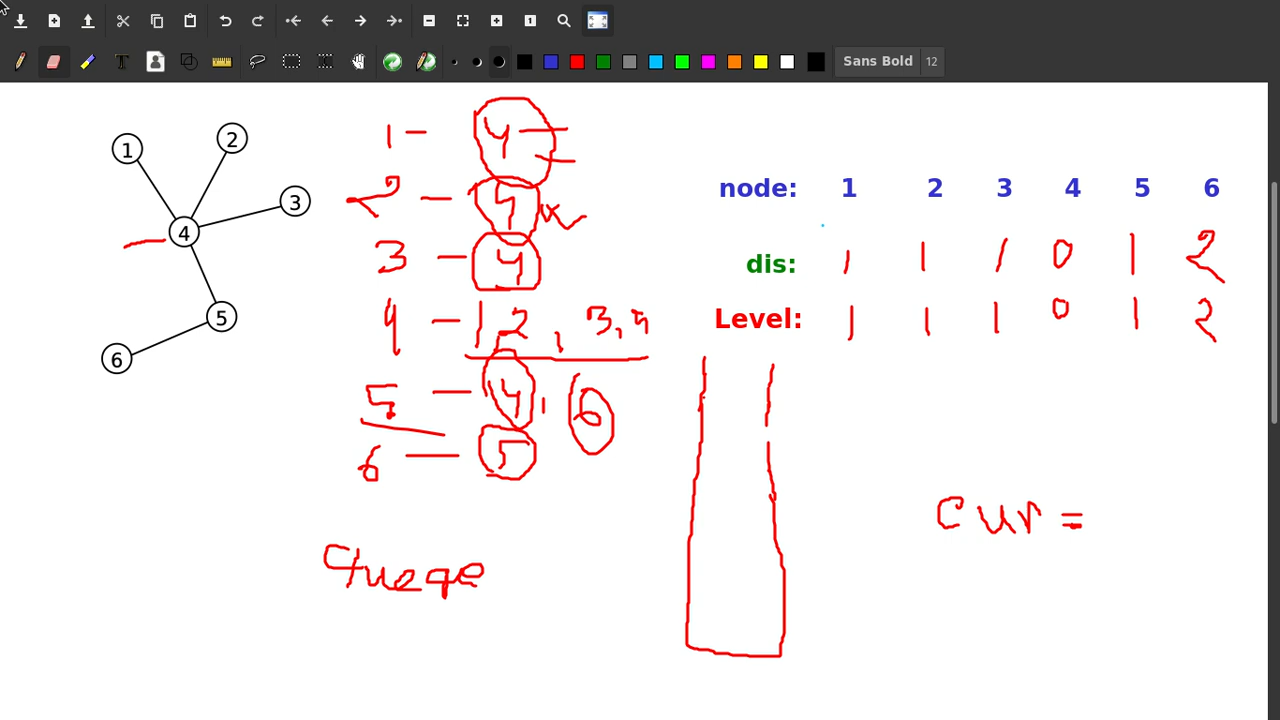 Sans Bold 12
1
2
3
4
5
6
1 - 4
2 - 4
3 - 4
4 - 1, 2, 3, 5
5 - 4, 6
6 - 5
node: 1 2 3 4 5 6
dis: 1 1 1 0 1 2
Level: 1 1 1 0 1 2
cur =